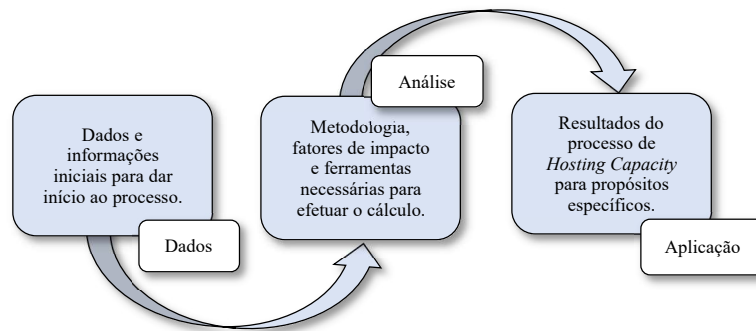 Dados e
informações
iniciais para dar
início ao processo.
Dados
Análise
Metodologia,
fatores de impacto
e ferramentas
necessárias para
efetuar o cálculo.
Resultados do
processo de
Hosting Capacity
para propósitos
específicos.
Aplicação